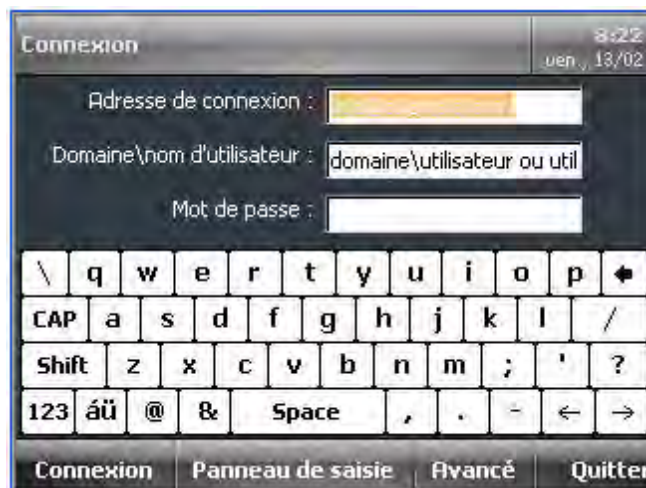 Connexion
8:22
ven., 13/02
Adresse de connexion :
Domaine\nom d'utilisateur : domaine\utilisateur ou util
Mot de passe :
\ q w e r t y u i o p 🡄
CAP a s d f g h j k l /
Shift z x c v b n m ; ' ?
123 áü @ & Space , . - ← →
Connexion Panneau de saisie Avancé Quitter